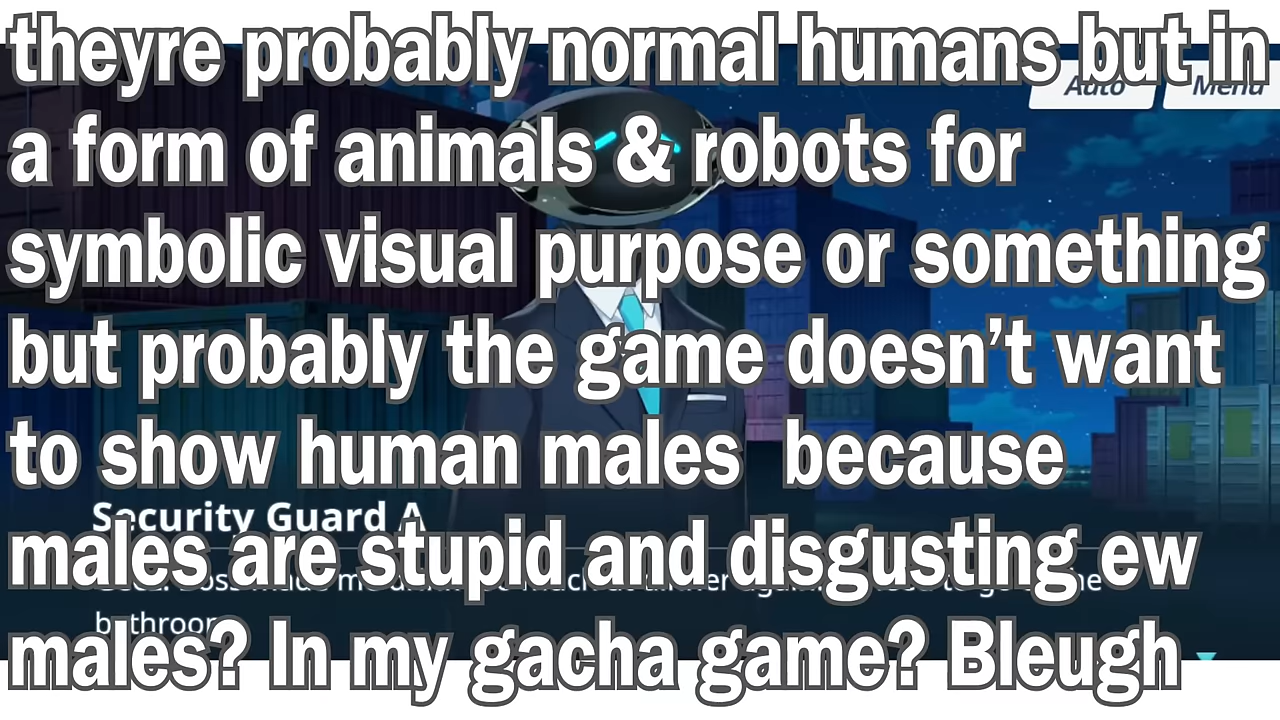 theyre probably normal humans but in
Auto Menu
a form of animals & robots for
symbolic visual purpose or something
but probably the game doesn’t want
to show human males because
Security Guard A
males are stupid and disgusting ew
males? In my gacha game? Bleugh